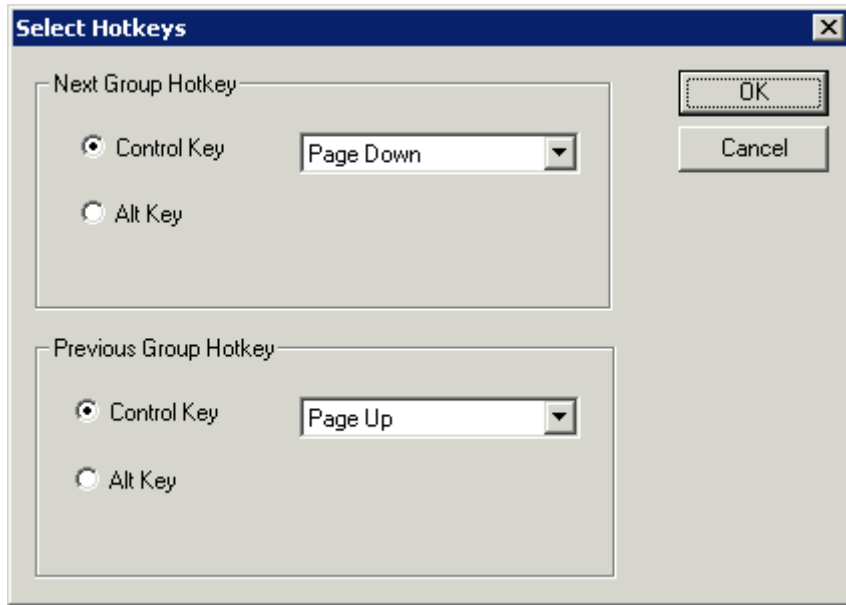 Select Hotkeys
Next Group Hotkey
OK
Control Key Page Down
Cancel
Alt Key
Previous Group Hotkey
Control Key Page Up
Alt Key